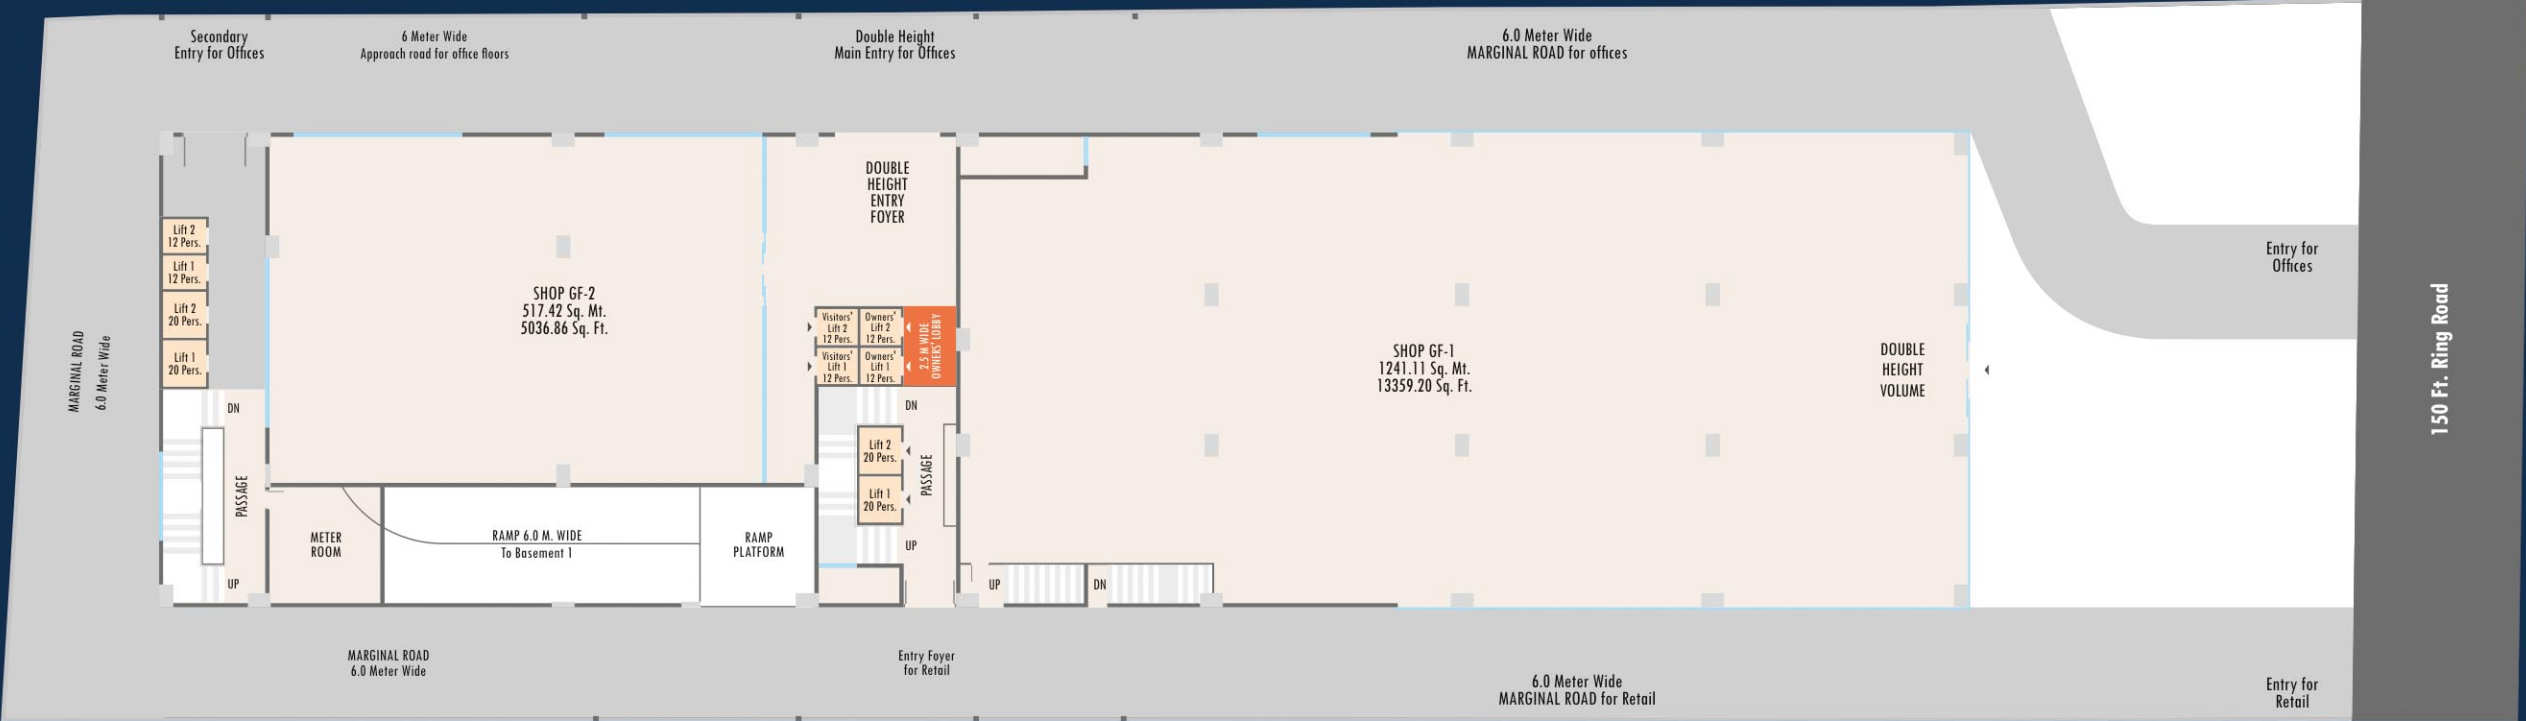 Secondary
Entry for Offices
6 Meter Wide
Approach road for office floors
Double Height
Main Entry for Offices
6.0 Meter Wide
MARGINAL ROAD for offices
DOUBLE
HEIGHT
ENTRY
FOYER
Lift 2
12 Pers.
Lift 1
12 Pers.
Lift 2
20 Pers.
Lift 1
20 Pers.
MARGINAL ROAD
6.0 Meter Wide
SHOP GF-2
517.42 Sq. Mt.
5036.86 Sq. Ft.
Visitors'
Lift 2
12 Pers.
Owners'
Lift 2
12 Pers.
Visitors'
Lift 1
12 Pers.
Owners'
Lift 1
12 Pers.
2.5 M WIDE
OWNERS' LOBBY
SHOP GF-1
1241.11 Sq. Mt.
13359.20 Sq. Ft.
DOUBLE
HEIGHT
VOLUME
Entry for
Offices
150 Ft. Ring Road
DN
PASSAGE
UP
METER
ROOM
RAMP 6.0 M. WIDE
To Basement 1
RAMP
PLATFORM
DN
Lift 2
20 Pers.
Lift 1
20 Pers.
PASSAGE
UP
UP
DN
MARGINAL ROAD
6.0 Meter Wide
Entry Foyer
for Retail
6.0 Meter Wide
MARGINAL ROAD for Retail
Entry for
Retail